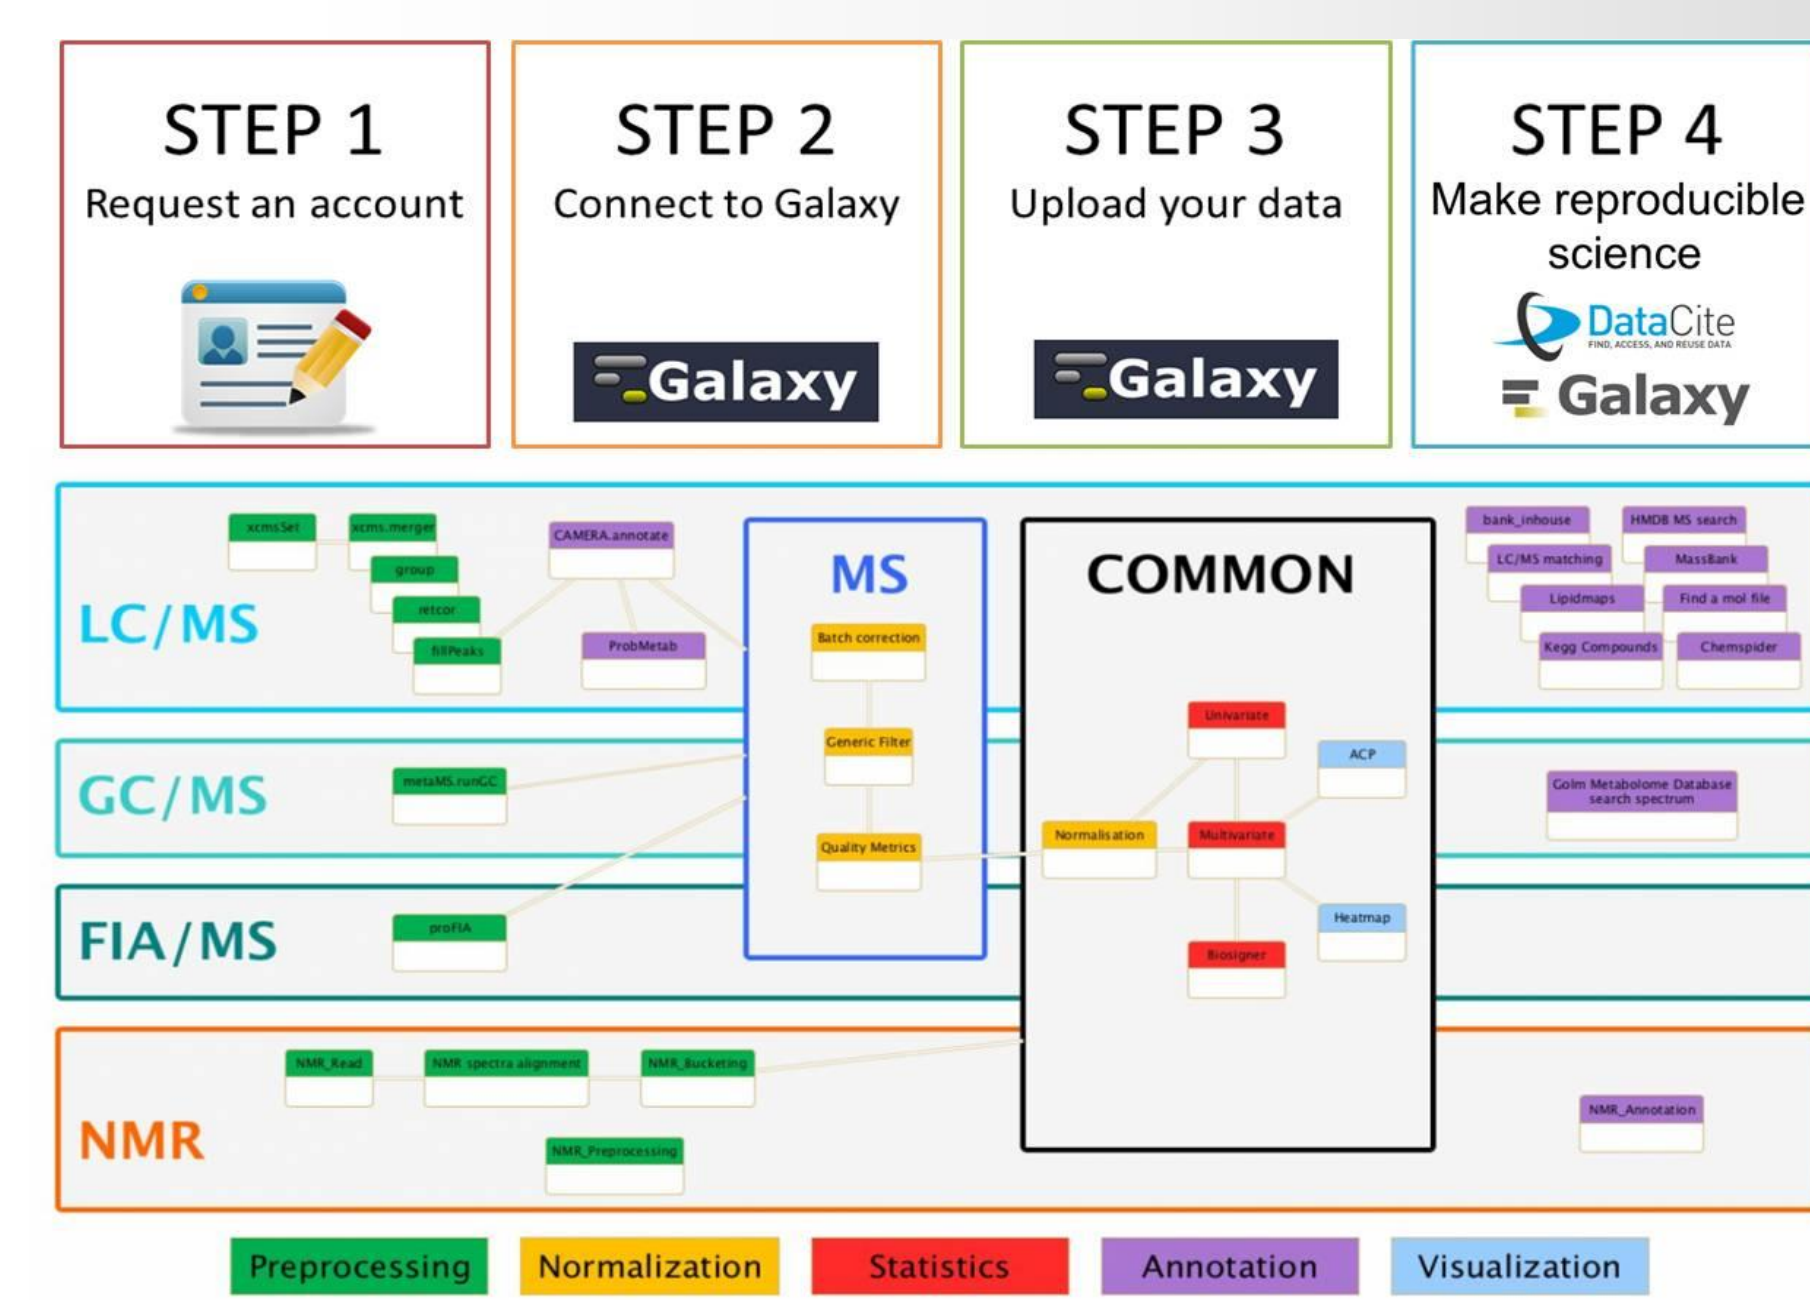 STEP 1
Request an account
STEP 2
Connect to Galaxy
Galaxy
STEP 3
Upload your data
Galaxy
STEP 4
Make reproducible
science
DataCite
FIND, ACCESS, AND REUSE DATA
Galaxy
LC/MS
xcmsSet
xcms.merger
group
retcor
fillPeaks
CAMERA.annotate
ProbMetab
MS
Batch correction
Generic Filter
Quality Metrics
COMMON
Univariate
ACP
Normalisation
Multivariate
Heatmap
Biosigner
bank_inhouse
HMDB MS search
LC/MS matching
MassBank
Lipidmaps
Find a mol file
Kegg Compounds
Chemspider
GC/MS
metaMS.runGC
Golm Metabolome Database
search spectrum
FIA/MS
proFIA
NMR
NMR_Read
NMR spectra alignment
NMR_Bucketing
NMR_Preprocessing
NMR_Annotation
Preprocessing
Normalization
Statistics
Annotation
Visualization